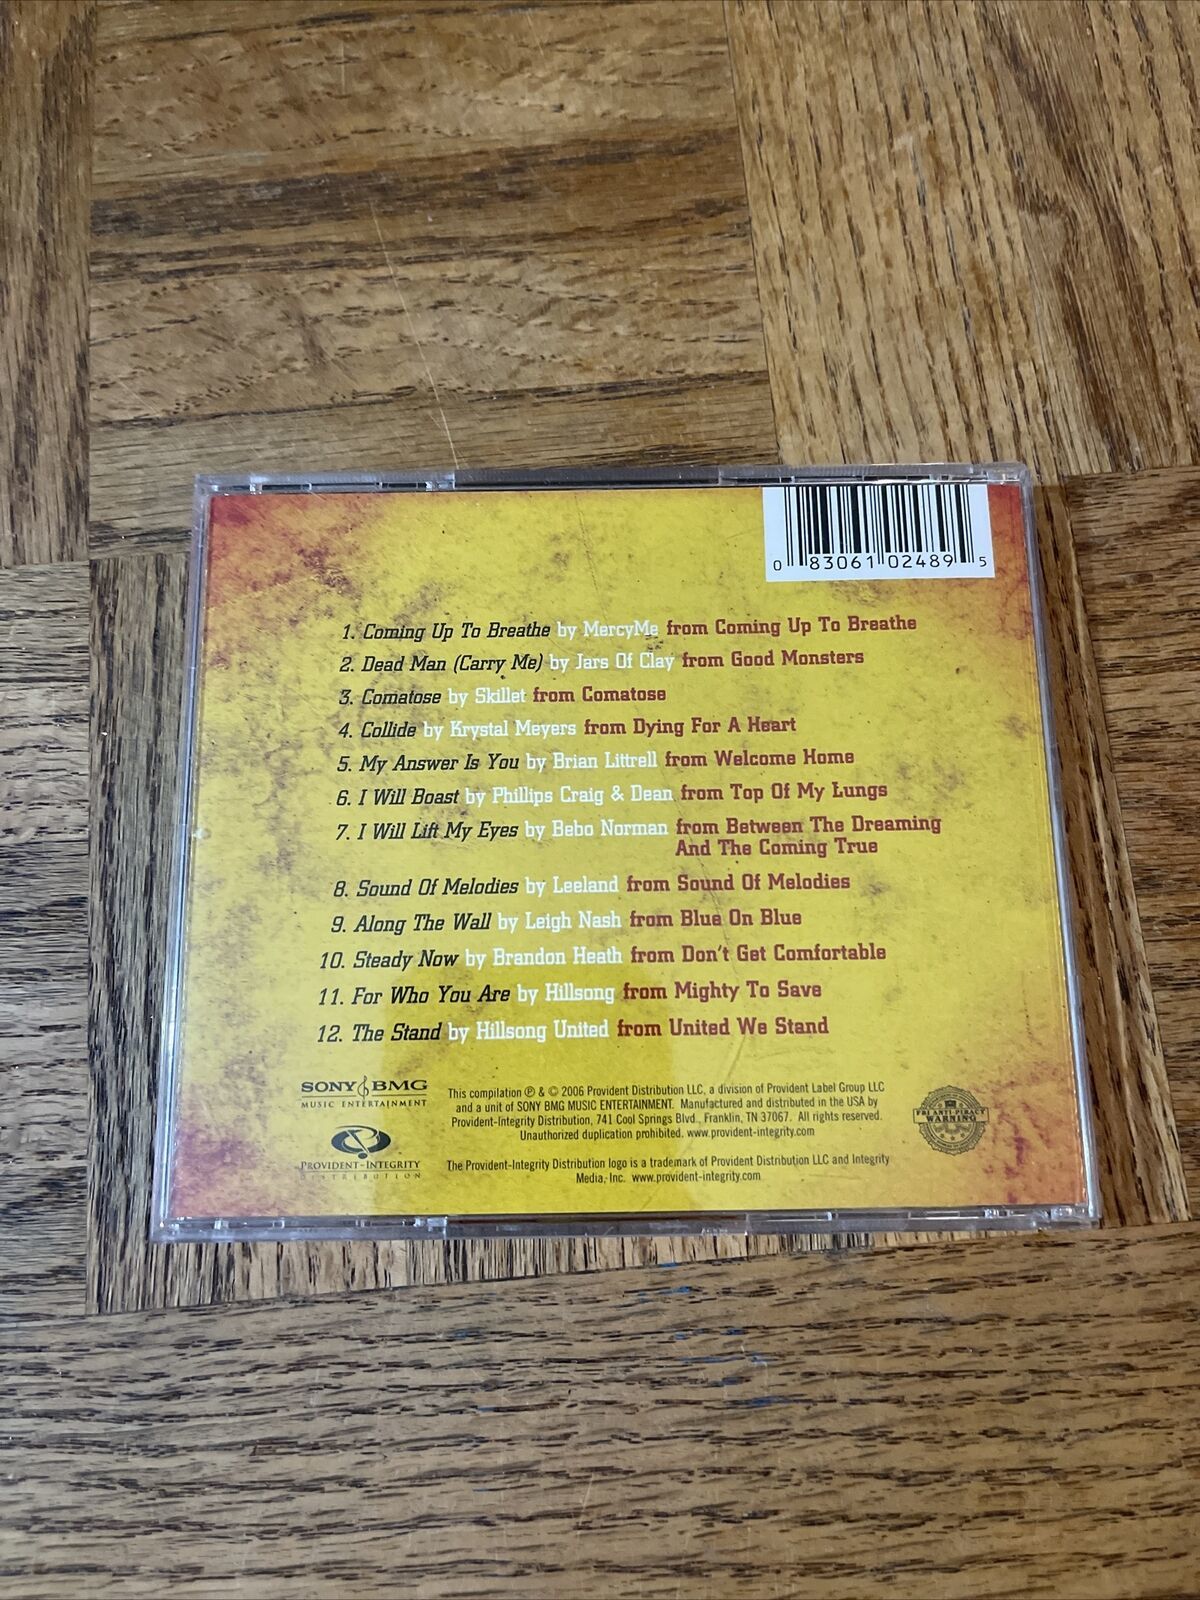 0 83061 02489 5
1. Coming Up To Breathe by MercyMe from Coming Up To Breathe
2. Dead Man (Carry Me) by Jars Of Clay from Good Monsters
3. Comatose by Skillet from Comatose
4. Collide by Krystal Meyers from Dying For A Heart
5. My Answer Is You by Brian Littrell from Welcome Home
6. I Will Boast by Phillips Craig & Dean from Top Of My Lungs
7. I Will Lift My Eyes by Bebo Norman from Between The Dreaming
And The Coming True
8. Sound Of Melodies by Leeland from Sound Of Melodies
9. Along The Wall by Leigh Nash from Blue On Blue
10. Steady Now by Brandon Heath from Don't Get Comfortable
11. For Who You Are by Hillsong from Mighty To Save
12. The Stand by Hillsong United from United We Stand
SONY BMG
MUSIC ENTERTAINMENT
PROVIDENT-INTEGRITY
DISTRIBUTION
This compilation ℗ & © 2006 Provident Distribution LLC, a division of Provident Label Group LLC
and a unit of SONY BMG MUSIC ENTERTAINMENT. Manufactured and distributed in the USA by
Provident-Integrity Distribution, 741 Cool Springs Blvd., Franklin, TN 37067. All rights reserved.
Unauthorized duplication prohibited. www.provident-integrity.com
The Provident-Integrity Distribution logo is a trademark of Provident Distribution LLC and Integrity
Media, Inc. www.provident-integrity.com
FBI ANTI-PIRACY
WARNING